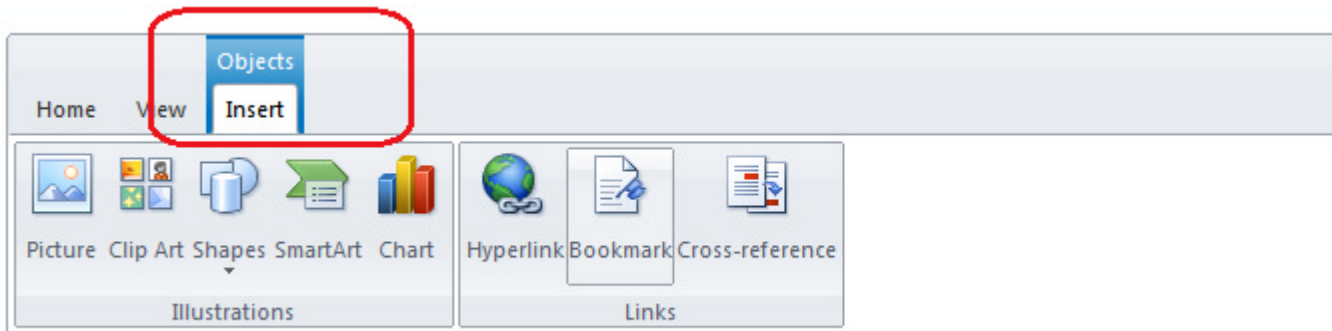 Objects
Home View Insert
Picture Clip Art Shapes SmartArt Chart Hyperlink Bookmark Cross-reference
Illustrations Links